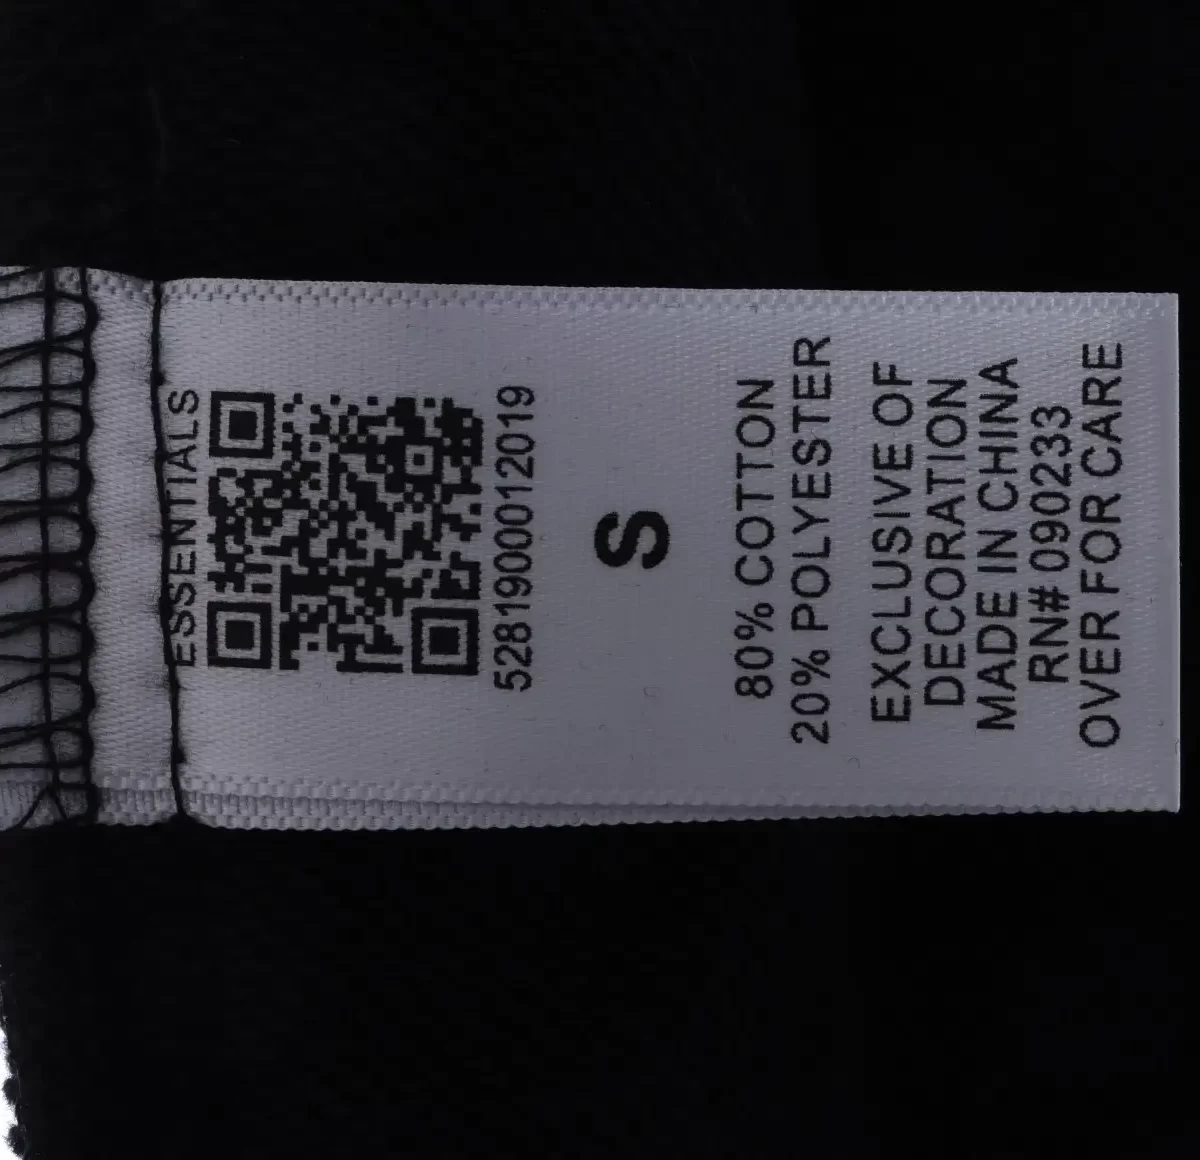 ESSENTIALS
5281900012019
S
80% COTTON
20% POLYESTER
EXCLUSIVE OF
DECORATION
MADE IN CHINA
RN# 090233
OVER FOR CARE